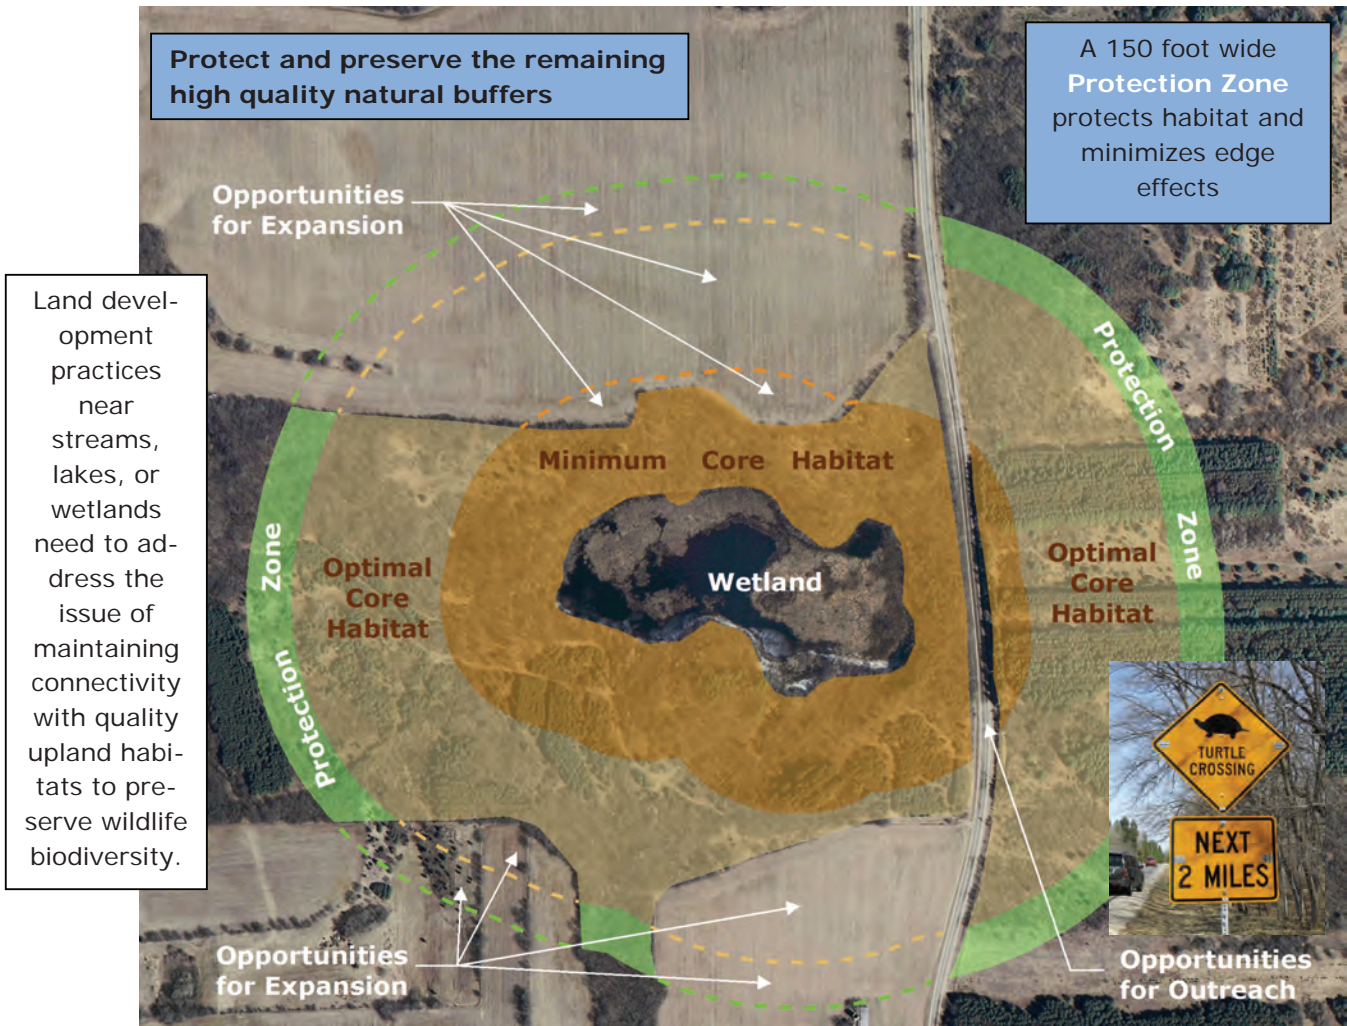 Protect and preserve the remaining
high quality natural buffers
A 150 foot wide
Protection Zone
protects habitat and
minimizes edge
effects
Opportunities
for Expansion
Land devel-
opment
practices
near
streams,
lakes, or
wetlands
need to ad-
dress the
issue of
maintaining
connectivity
with quality
upland habi-
tats to pre-
serve wildlife
biodiversity.
Protection
Zone
Minimum Core Habitat
Wetland
Optimal
Core
Habitat
Optimal
Core
Habitat
Protection Zone
TURTLE
CROSSING
NEXT
2 MILES
Opportunities
for Expansion
Opportunities
for Outreach